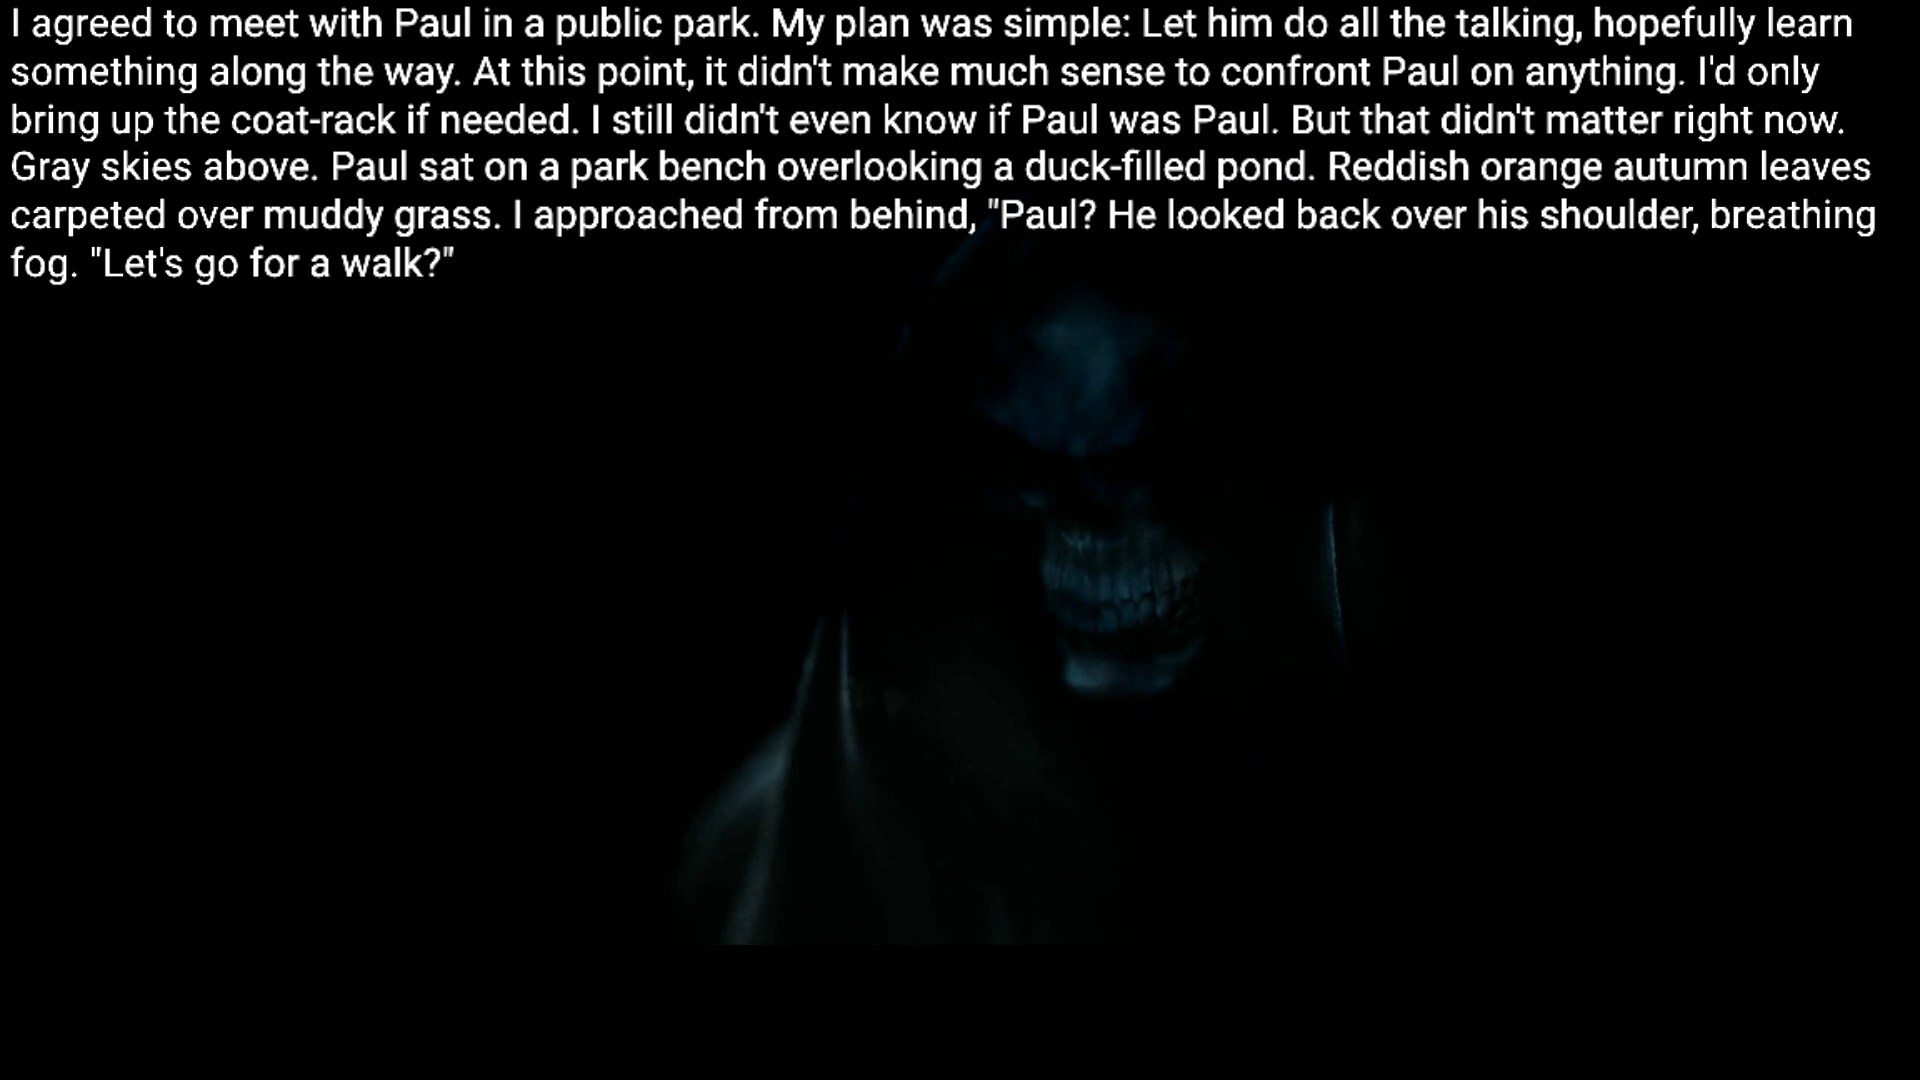 I agreed to meet with Paul in a public park. My plan was simple: Let him do all the talking, hopefully learn
something along the way. At this point, it didn't make much sense to confront Paul on anything. I'd only
bring up the coat-rack if needed. I still didn't even know if Paul was Paul. But that didn't matter right now.
Gray skies above. Paul sat on a park bench overlooking a duck-filled pond. Reddish orange autumn leaves
carpeted over muddy grass. I approached from behind, "Paul? He looked back over his shoulder, breathing
fog. "Let's go for a walk?"